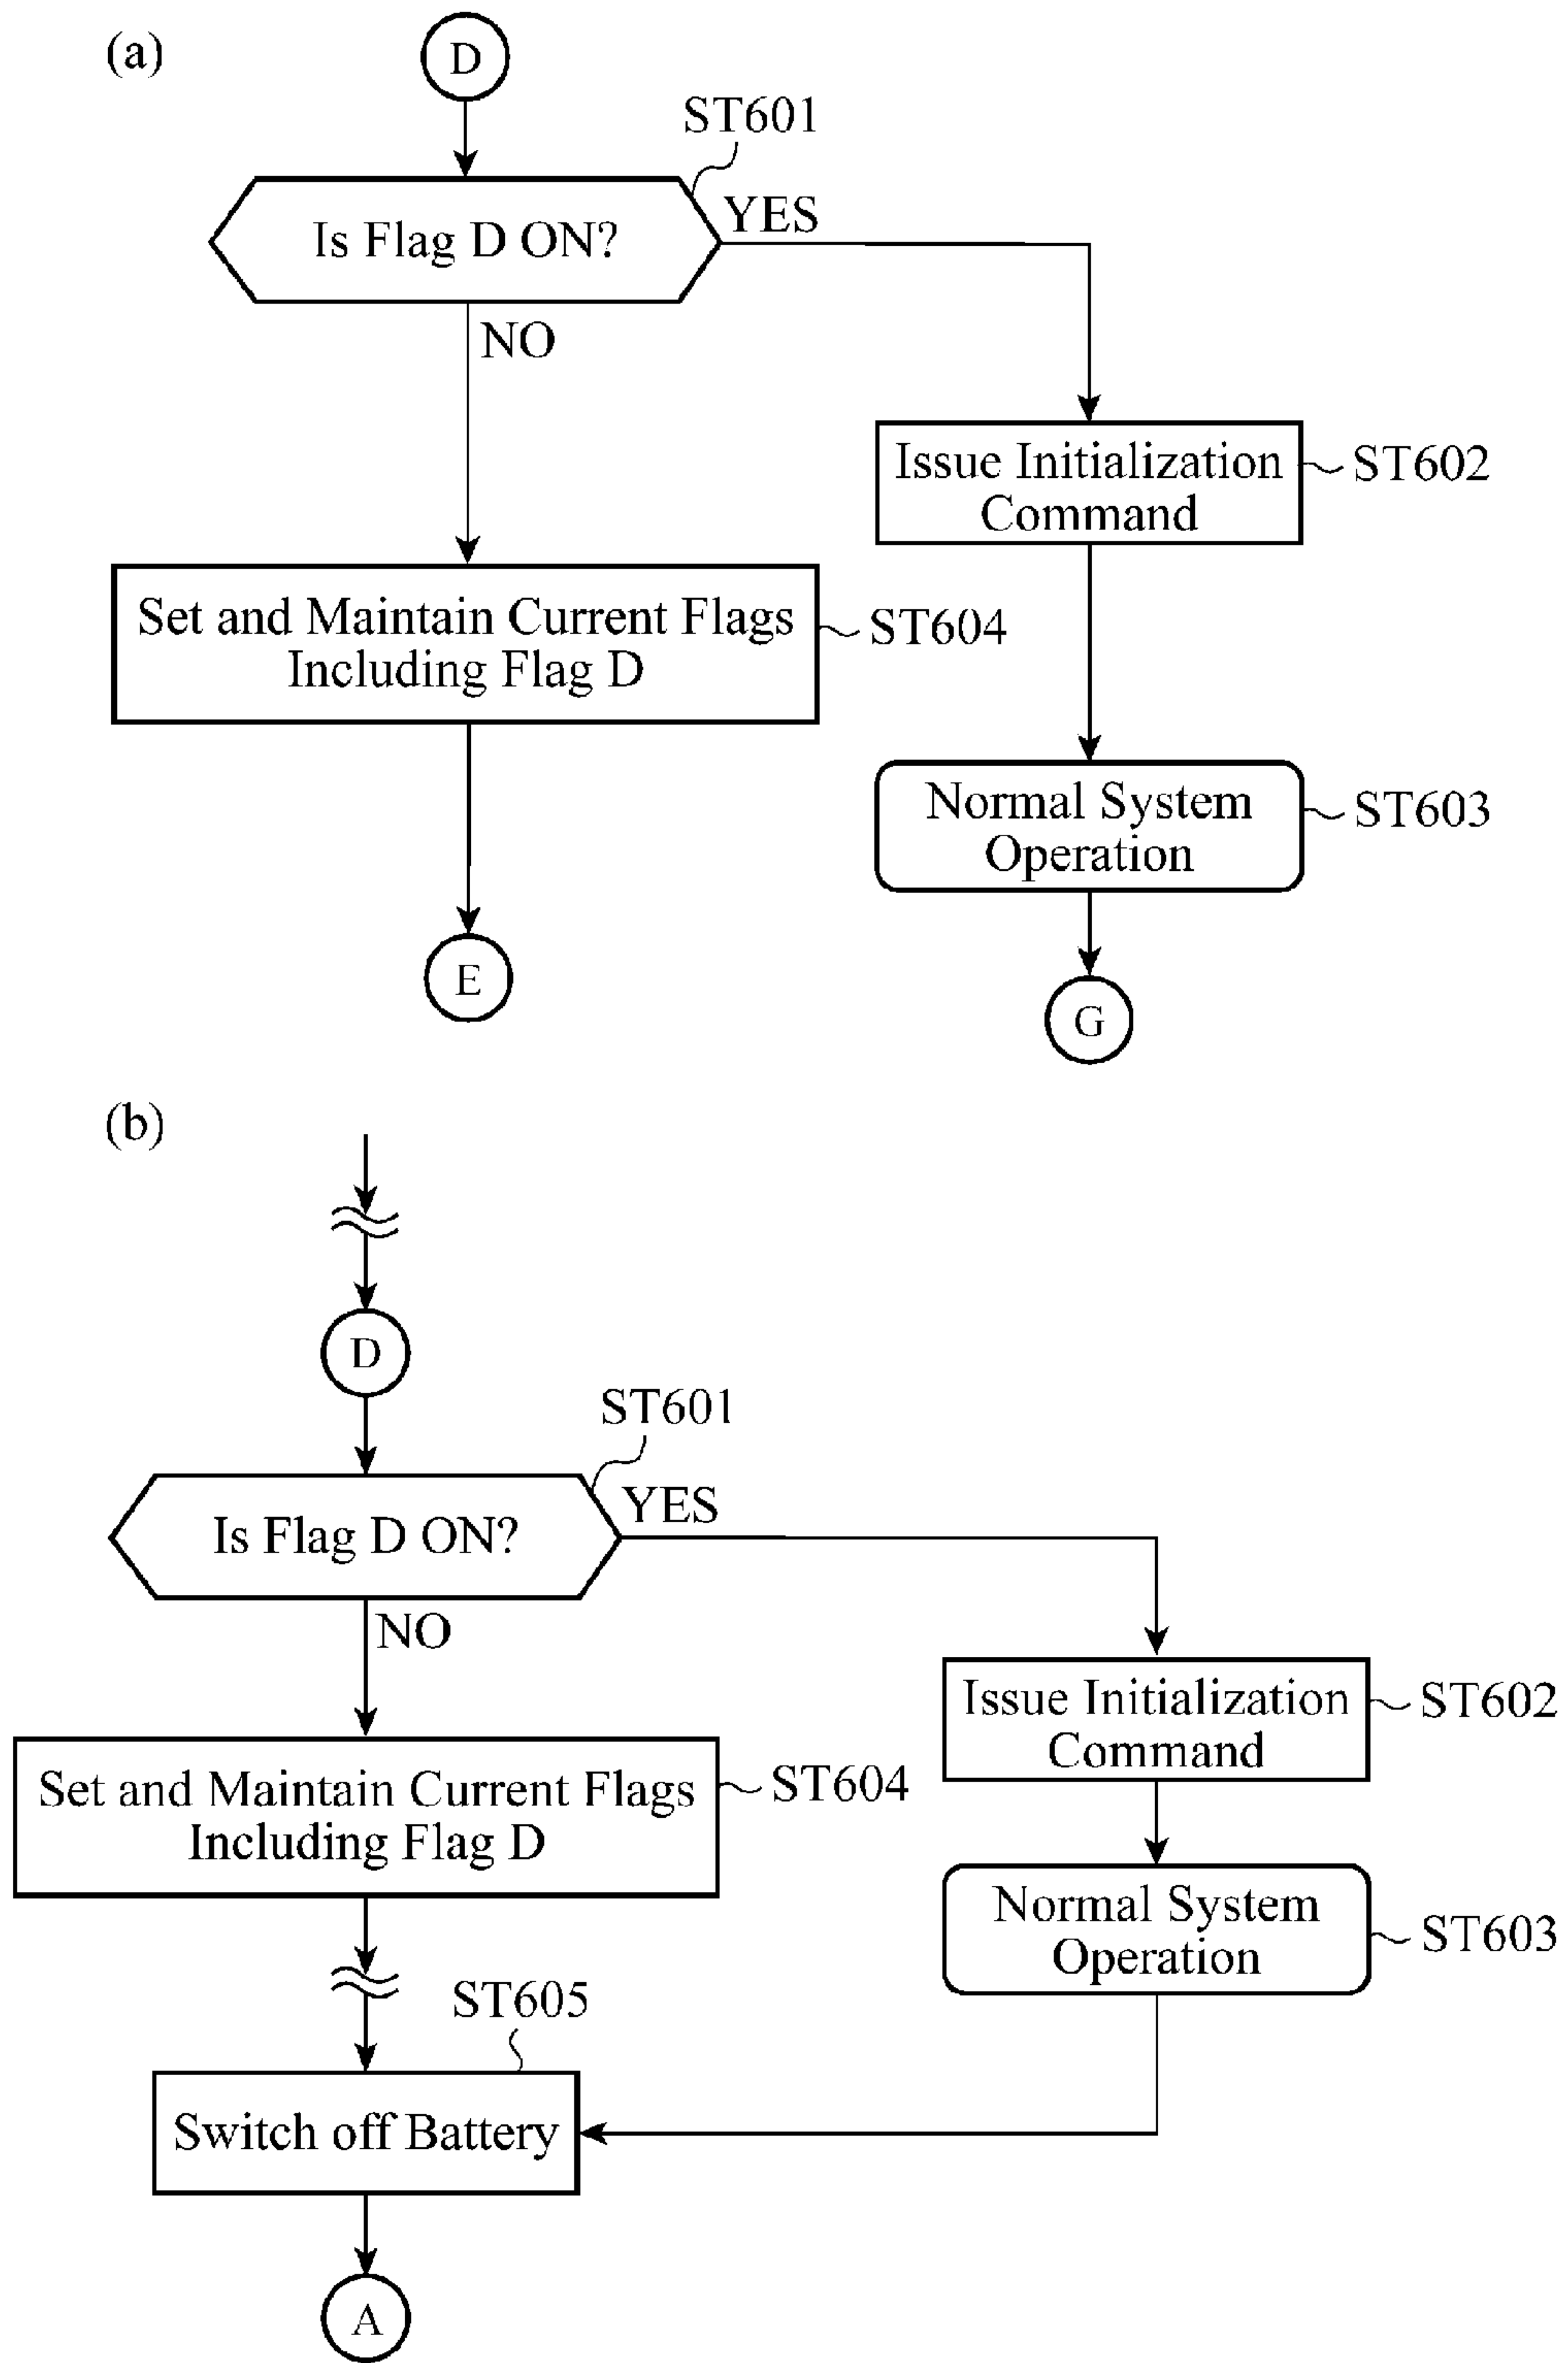 (a)
D
ST601
Is Flag D ON?
YES
NO
Issue Initialization
Command
ST602
Set and Maintain Current Flags
Including Flag D
ST604
Normal System
Operation
ST603
E
G
(b)
D
ST601
Is Flag D ON?
YES
NO
Issue Initialization
Command
ST602
Set and Maintain Current Flags
Including Flag D
ST604
Normal System
Operation
ST603
ST605
Switch off Battery
A